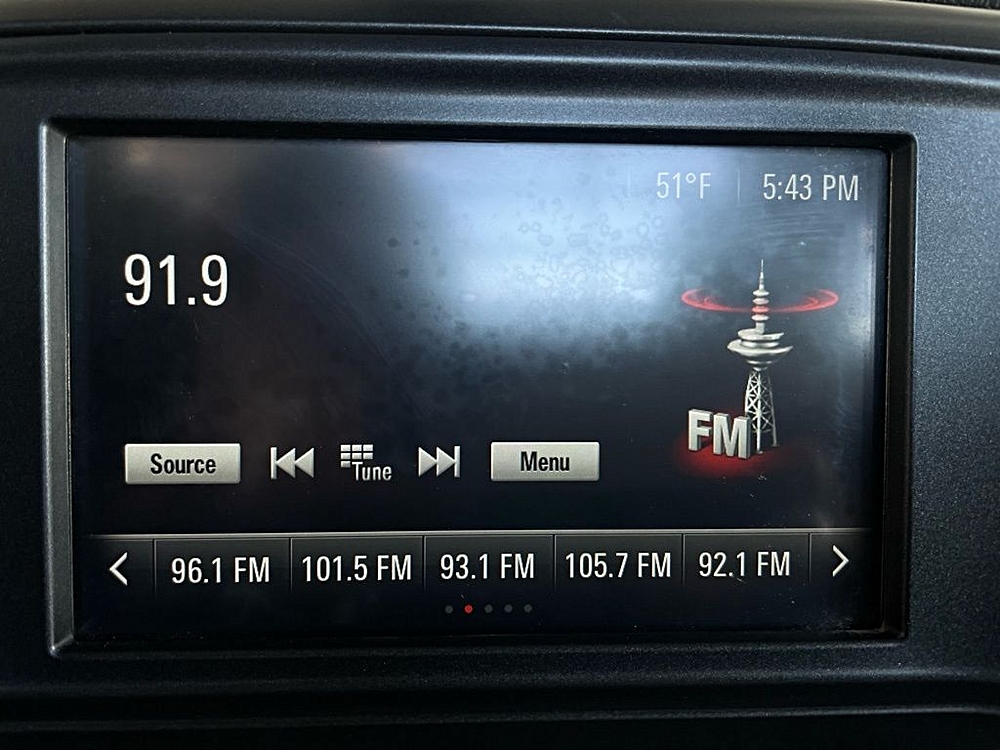 51°F 5:43 PM
91.9
FM
Source Tune Menu
96.1 FM 101.5 FM 93.1 FM 105.7 FM 92.1 FM